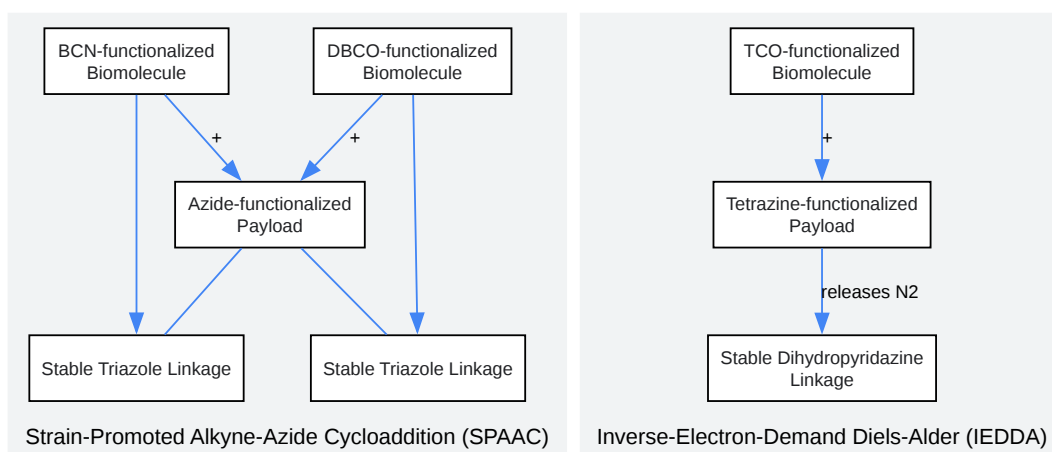 BCN-functionalized
Biomolecule
DBCO-functionalized
Biomolecule
+
+
Azide-functionalized
Payload
Stable Triazole Linkage
Stable Triazole Linkage
Strain-Promoted Alkyne-Azide Cycloaddition (SPAAC)
TCO-functionalized
Biomolecule
+
Tetrazine-functionalized
Payload
releases N2
Stable Dihydropyridazine
Linkage
Inverse-Electron-Demand Diels-Alder (IEDDA)